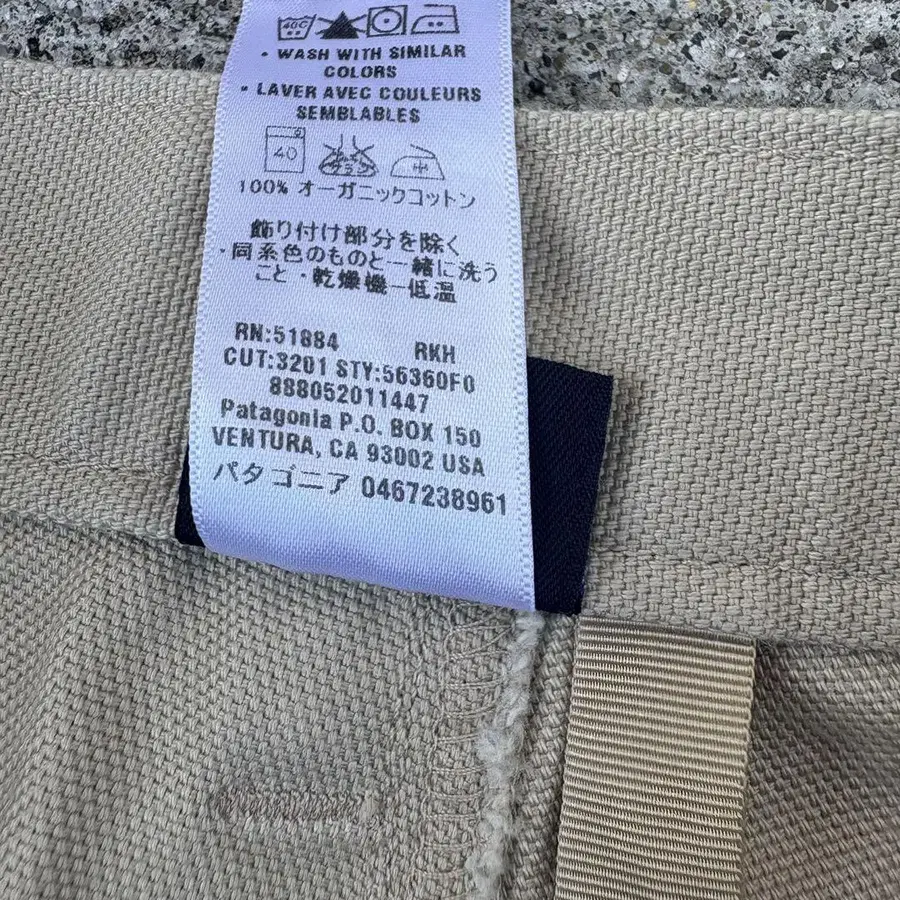 40C
• WASH WITH SIMILAR
COLORS
• LAVER AVEC COULEURS
SEMBLABLES
40
100% オーガニックコットン
飾り付け部分を除く
・同系色のものと一緒に洗う
こと・乾燥機—低温
RN:51884 RKH
CUT:3201 STY:56360F0
888052011447
Patagonia P.O. BOX 150
VENTURA, CA 93002 USA
パタゴニア 0467238961